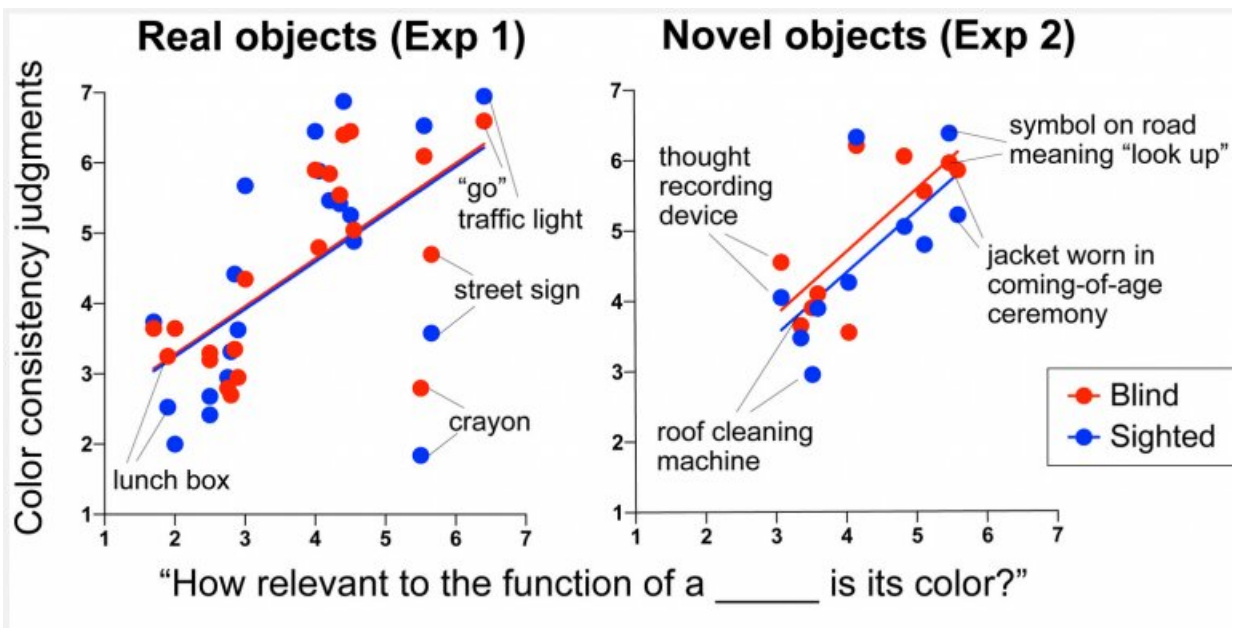 Real objects (Exp 1)
Novel objects (Exp 2)
Color consistency judgments
7
6
5
4
3
2
1
1 2 3 4 5 6 7
“go”
traffic light
street sign
crayon
lunch box
7
6
5
4
3
2
1
1 2 3 4 5 6 7
thought
recording
device
symbol on road
meaning “look up”
jacket worn in
coming-of-age
ceremony
roof cleaning
machine
Blind
Sighted
“How relevant to the function of a _____ is its color?”